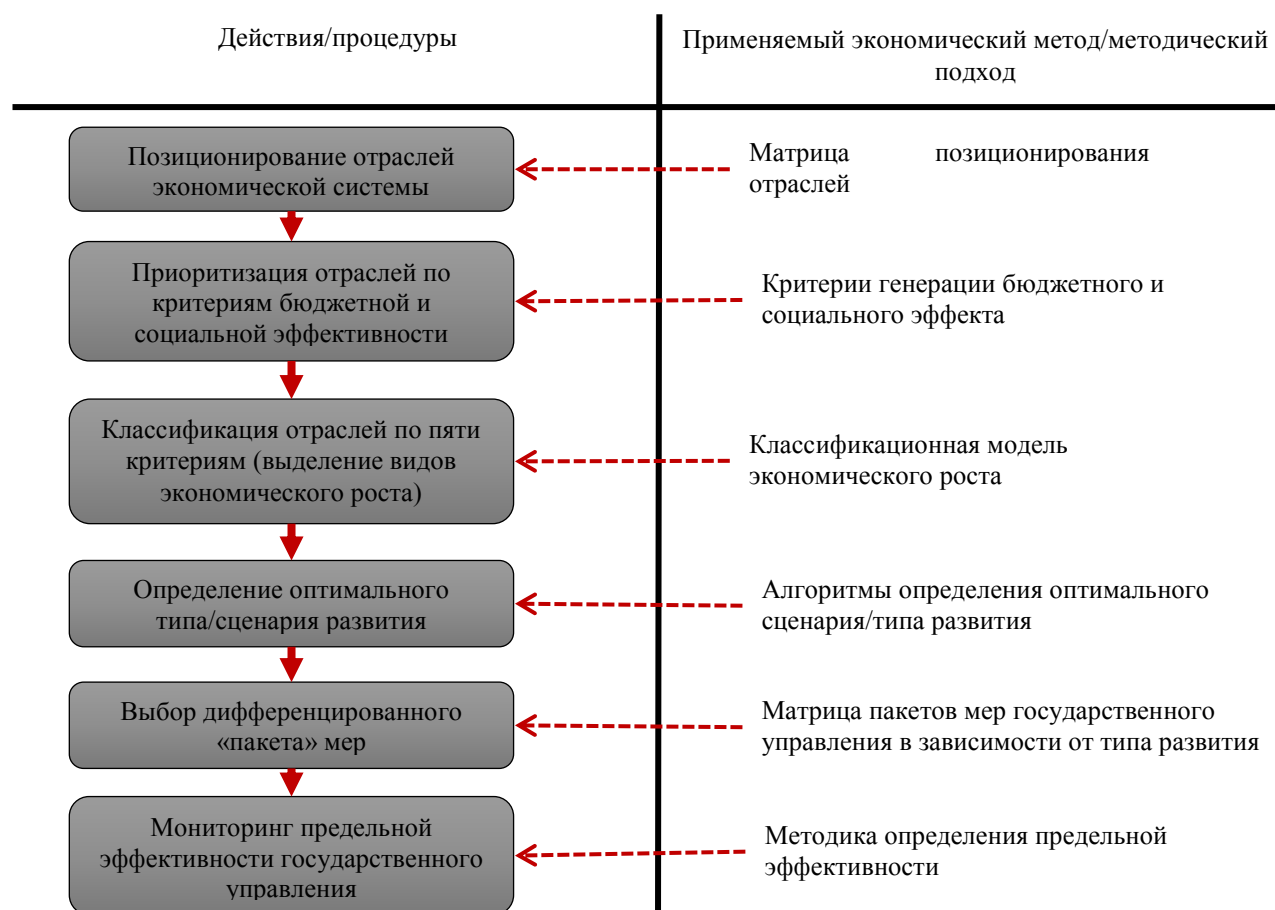 Действия/процедуры
Применяемый экономический метод/методический
подход
Позиционирование отраслей
экономической системы
Матрица позиционирования
отраслей
Приоритизация отраслей по
критериям бюджетной и
социальной эффективности
Критерии генерации бюджетного и
социального эффекта
Классификация отраслей по пяти
критериям (выделение видов
экономического роста)
Классификационная модель
экономического роста
Определение оптимального
типа/сценария развития
Алгоритмы определения оптимального
сценария/типа развития
Выбор дифференцированного
«пакета» мер
Матрица пакетов мер государственного
управления в зависимости от типа развития
Мониторинг предельной
эффективности государственного
управления
Методика определения предельной
эффективности